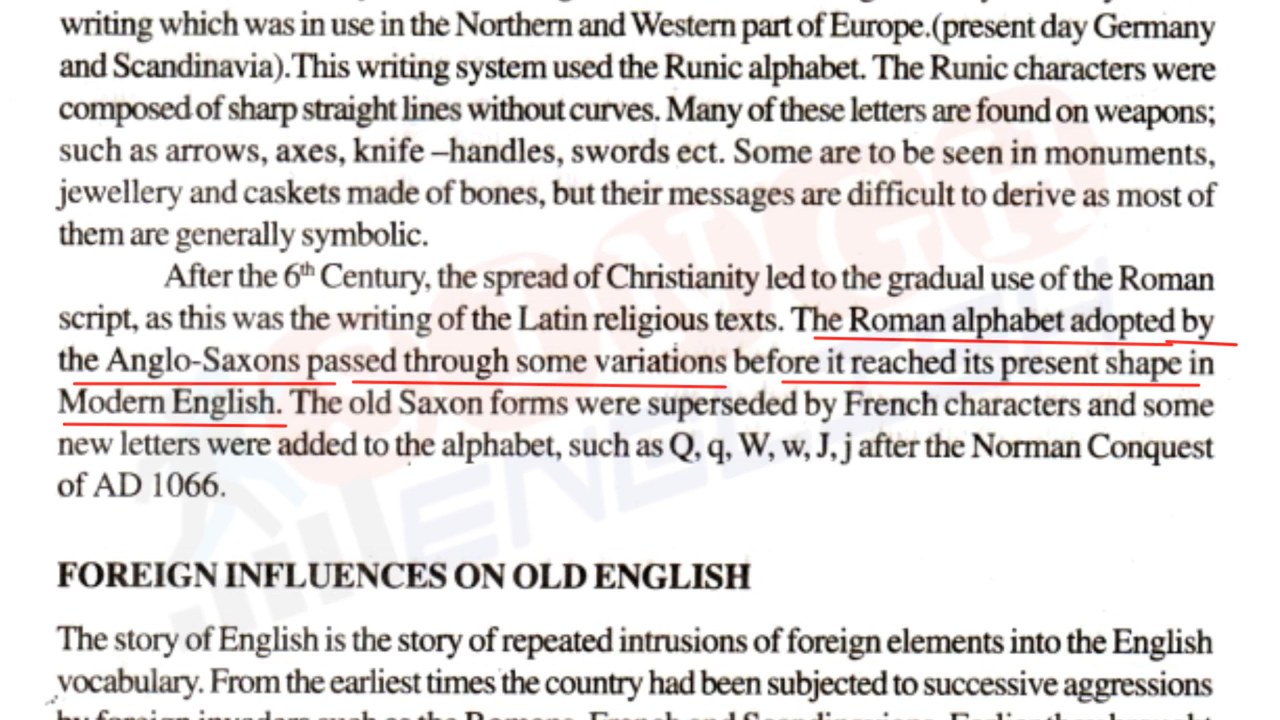 writing which was in use in the Northern and Western part of Europe.(present day Germany
and Scandinavia).This writing system used the Runic alphabet. The Runic characters were
composed of sharp straight lines without curves. Many of these letters are found on weapons;
such as arrows, axes, knife –handles, swords ect. Some are to be seen in monuments,
jewellery and caskets made of bones, but their messages are difficult to derive as most of
them are generally symbolic.
After the 6th Century, the spread of Christianity led to the gradual use of the Roman
script, as this was the writing of the Latin religious texts. The Roman alphabet adopted by
the Anglo-Saxons passed through some variations before it reached its present shape in
Modern English. The old Saxon forms were superseded by French characters and some
new letters were added to the alphabet, such as Q, q, W, w, J, j after the Norman Conquest
of AD 1066.
FOREIGN INFLUENCES ON OLD ENGLISH
The story of English is the story of repeated intrusions of foreign elements into the English
vocabulary. From the earliest times the country had been subjected to successive aggressions